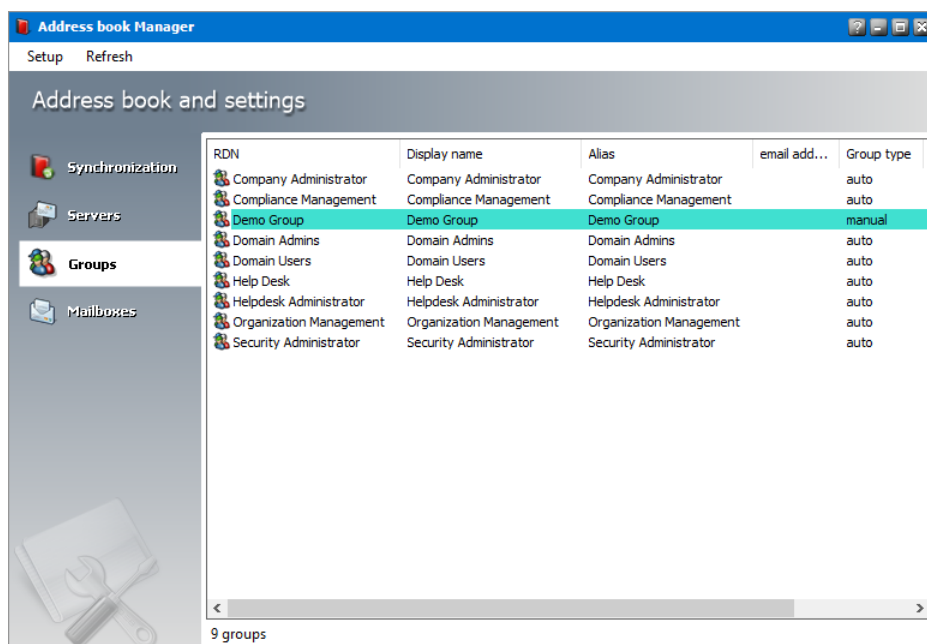 Address book Manager
Setup Refresh
Address book and settings
Synchronization
Servers
Groups
Mailboxes
RDN Display name Alias email add... Group type
Company Administrator Company Administrator Company Administrator auto
Compliance Management Compliance Management Compliance Management auto
Demo Group Demo Group Demo Group manual
Domain Admins Domain Admins Domain Admins auto
Domain Users Domain Users Domain Users auto
Help Desk Help Desk Help Desk auto
Helpdesk Administrator Helpdesk Administrator Helpdesk Administrator auto
Organization Management Organization Management Organization Management auto
Security Administrator Security Administrator Security Administrator auto
9 groups